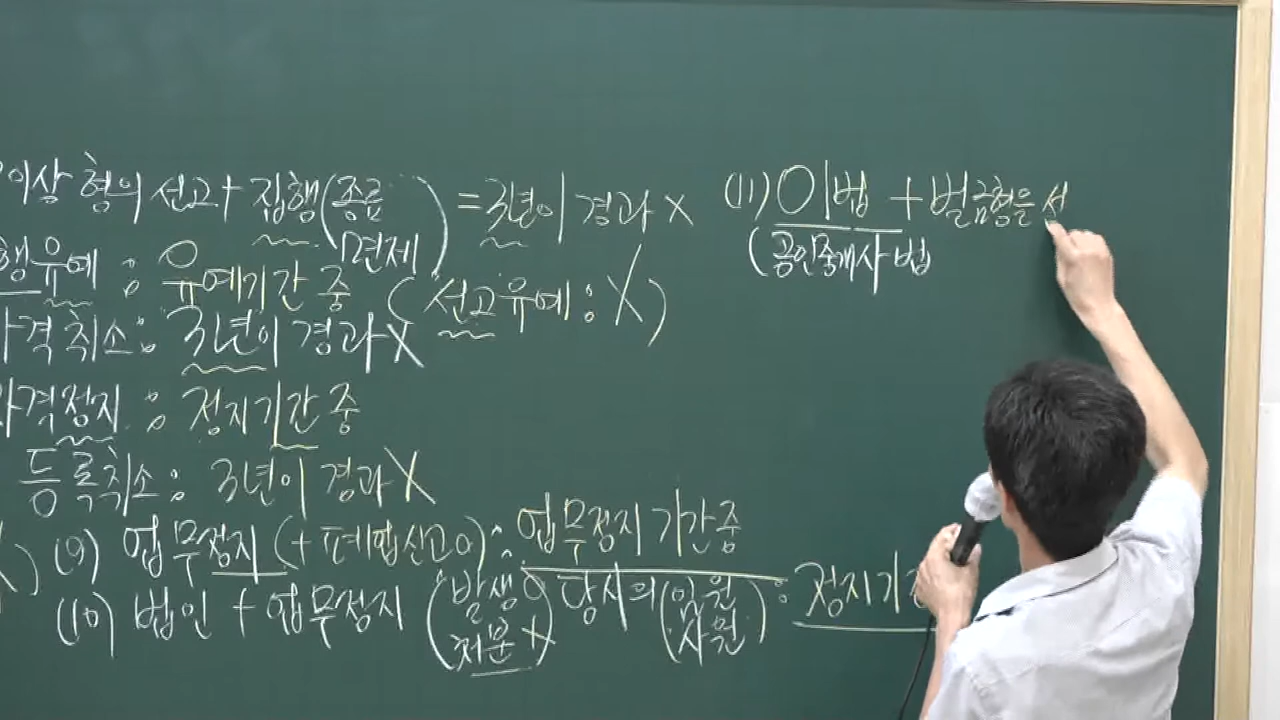 이상 형의 선고 + 집행(종료 면제) = 3년이 경과 X
행유예 : 유예기간 중 (선고유예 : X)
자격취소 : 3년이 경과 X
자격정지 : 정지기간 중
등록취소 : 3년이 경과 X
(9) 업무정지 (+ 폐업신고 O) : 업무정지 기간 중
(10) 법인 + 업무정지 (발생 O 처분 X) 당시의 (임원 사원) : 정지기
(11) 이 법 + 벌금형을 선
(공인중개사법